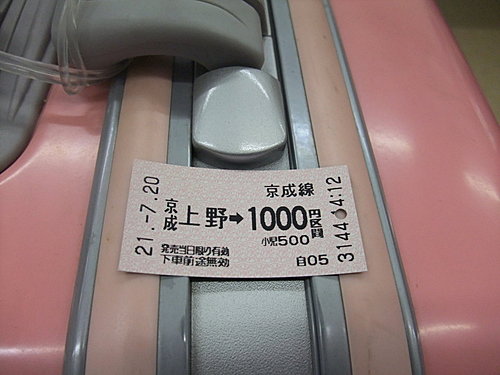 京成線
京成上野➡1000円区間
小児500
発売当日限り有効
下車前途無効
自05
21.-7.20
3144 14:12